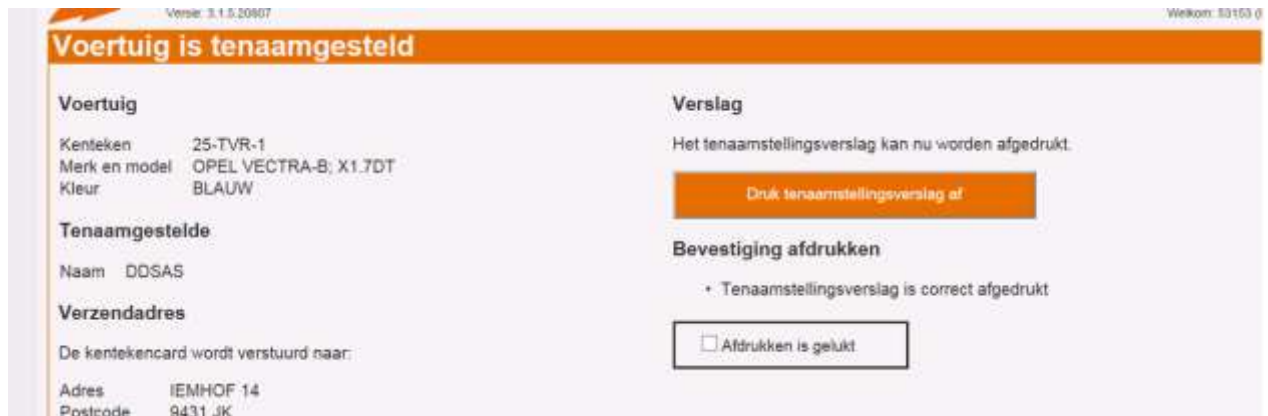 Versie: 3.1.5.20807
Welkom: 53153 (
Voertuig is tenaamgesteld
Voertuig
Kenteken 25-TVR-1
Merk en model OPEL VECTRA-B; X1.7DT
Kleur BLAUW
Tenaamgestelde
Naam DDSAS
Verzendadres
De kentekencard wordt verstuurd naar:
Adres IEMHOF 14
Postcode 9431 JK
Verslag
Het tenaamstellingsverslag kan nu worden afgedrukt.
Druk tenaamstellingsverslag af
Bevestiging afdrukken
• Tenaamstellingsverslag is correct afgedrukt
Afdrukken is gelukt